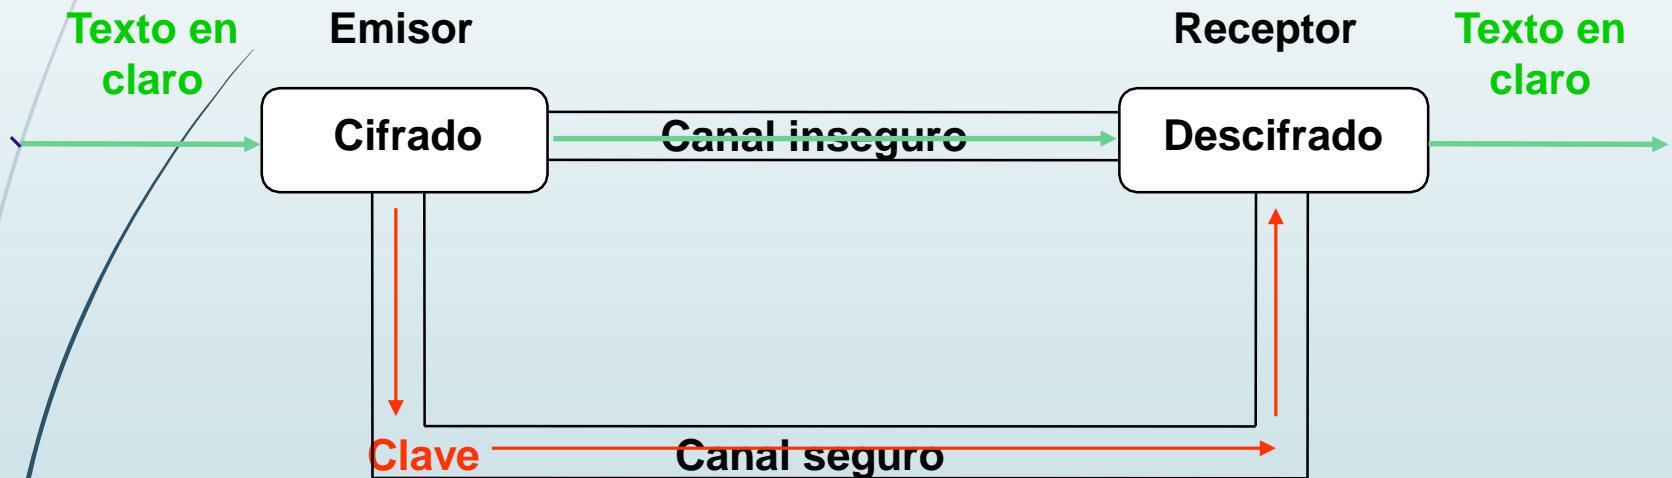 Texto en
claro
Emisor
Receptor
Texto en
claro
Cifrado
Canal inseguro
Descifrado
Clave
Canal seguro